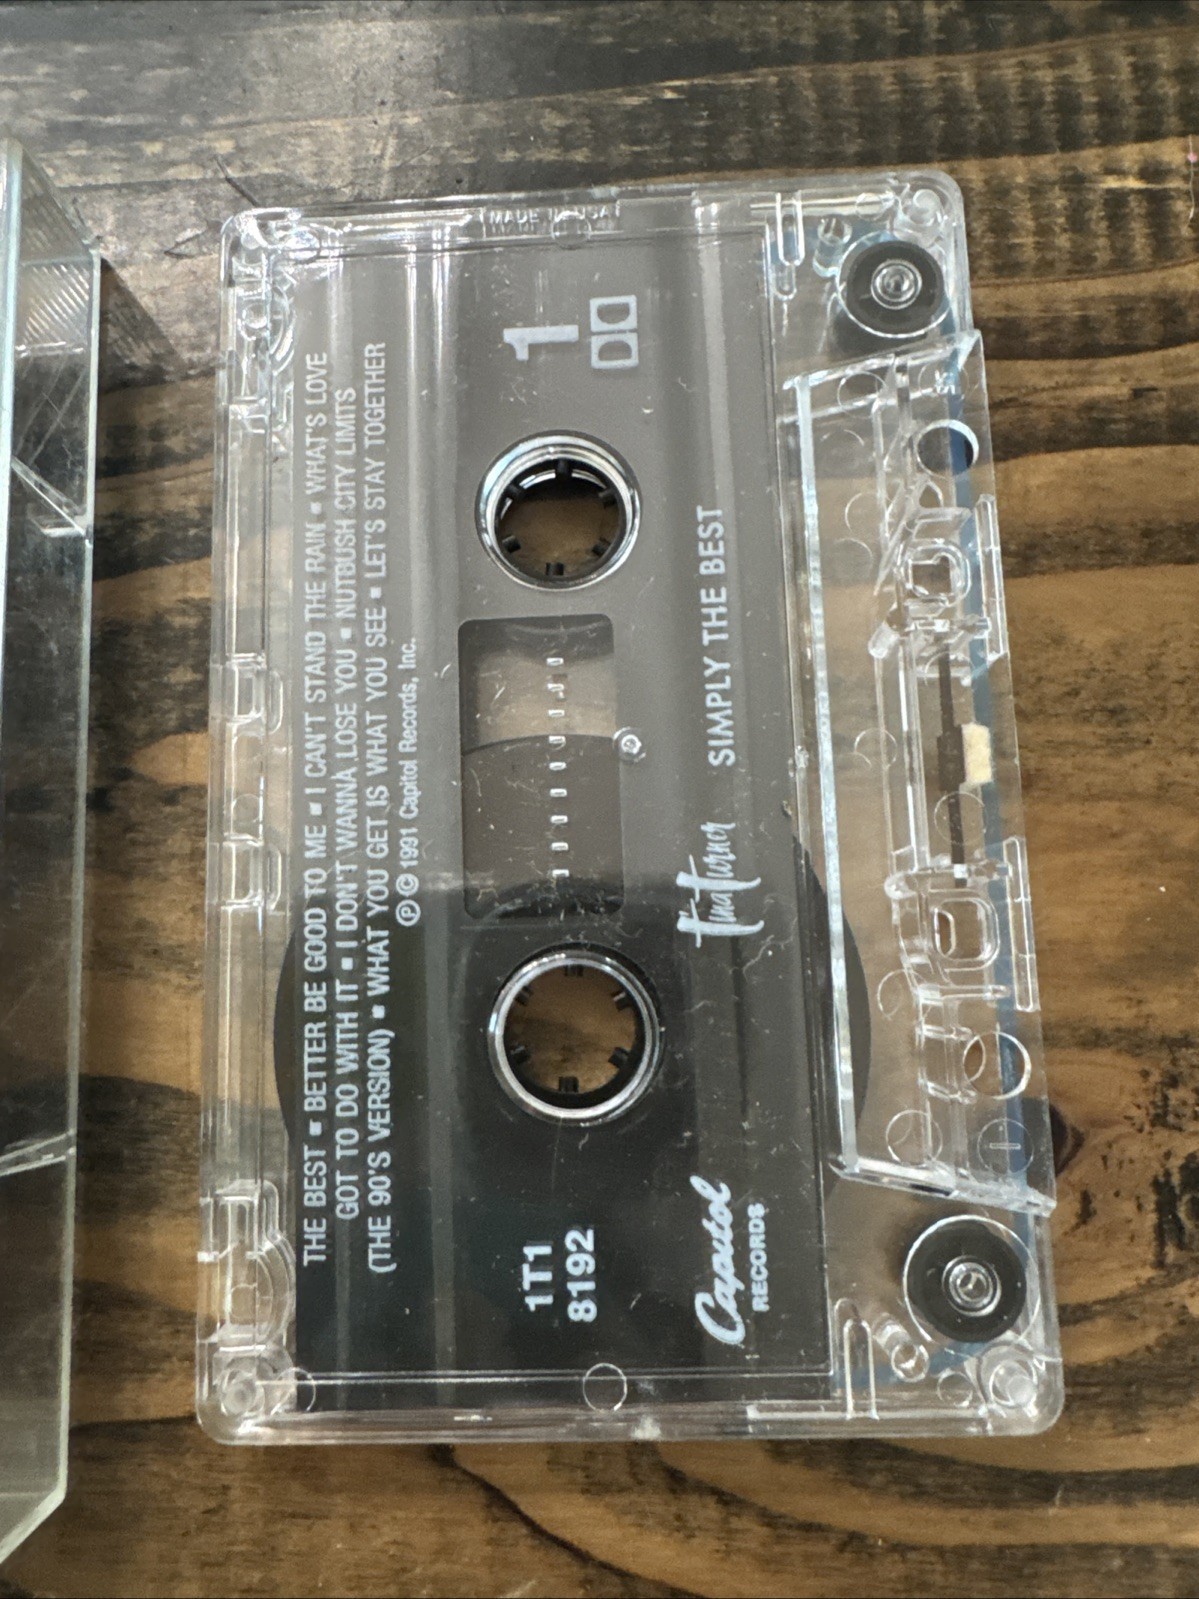 THE BEST ▪ BETTER BE GOOD TO ME ▪ I CAN'T STAND THE RAIN ▪ WHAT'S LOVE
GOT TO DO WITH IT ▪ I DON'T WANNA LOSE YOU ▪ NUTBUSH CITY LIMITS
(THE 90'S VERSION) ▪ WHAT YOU GET IS WHAT YOU SEE ▪ LET'S STAY TOGETHER
℗ © 1991 Capitol Records, Inc.
1T1
8192
1
Tina Turner SIMPLY THE BEST
Capitol
RECORDS
MADE IN USA